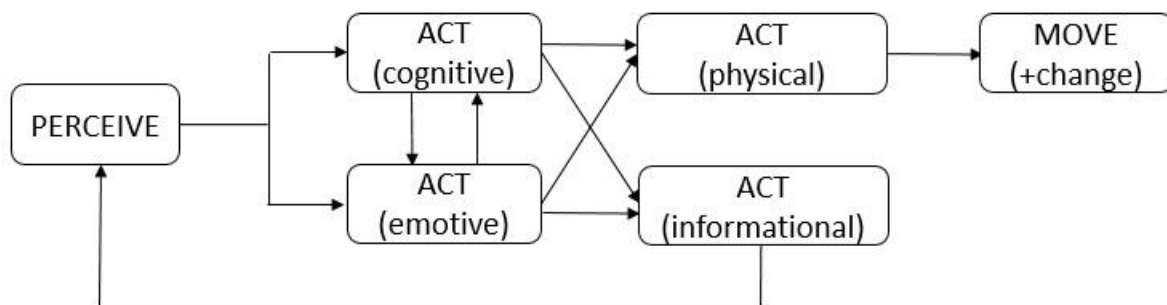 ACT
(cognitive)
ACT
(physical)
MOVE
(+change)
PERCEIVE
ACT
(emotive)
ACT
(informational)